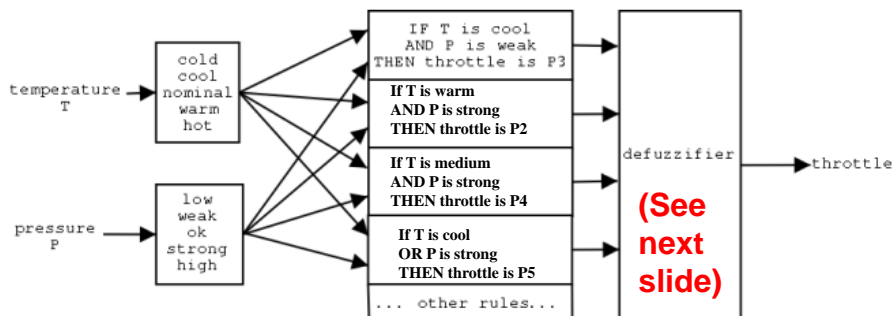 temperature
T
cold
cool
nominal
warm
hot
pressure
P
low
weak
ok
strong
high
IF T is cool
AND P is weak
THEN throttle is P3
If T is warm
AND P is strong
THEN throttle is P2
If T is medium
AND P is strong
THEN throttle is P4
If T is cool
OR P is strong
THEN throttle is P5
... other rules...
defuzzifier
(See
next
slide)
throttle